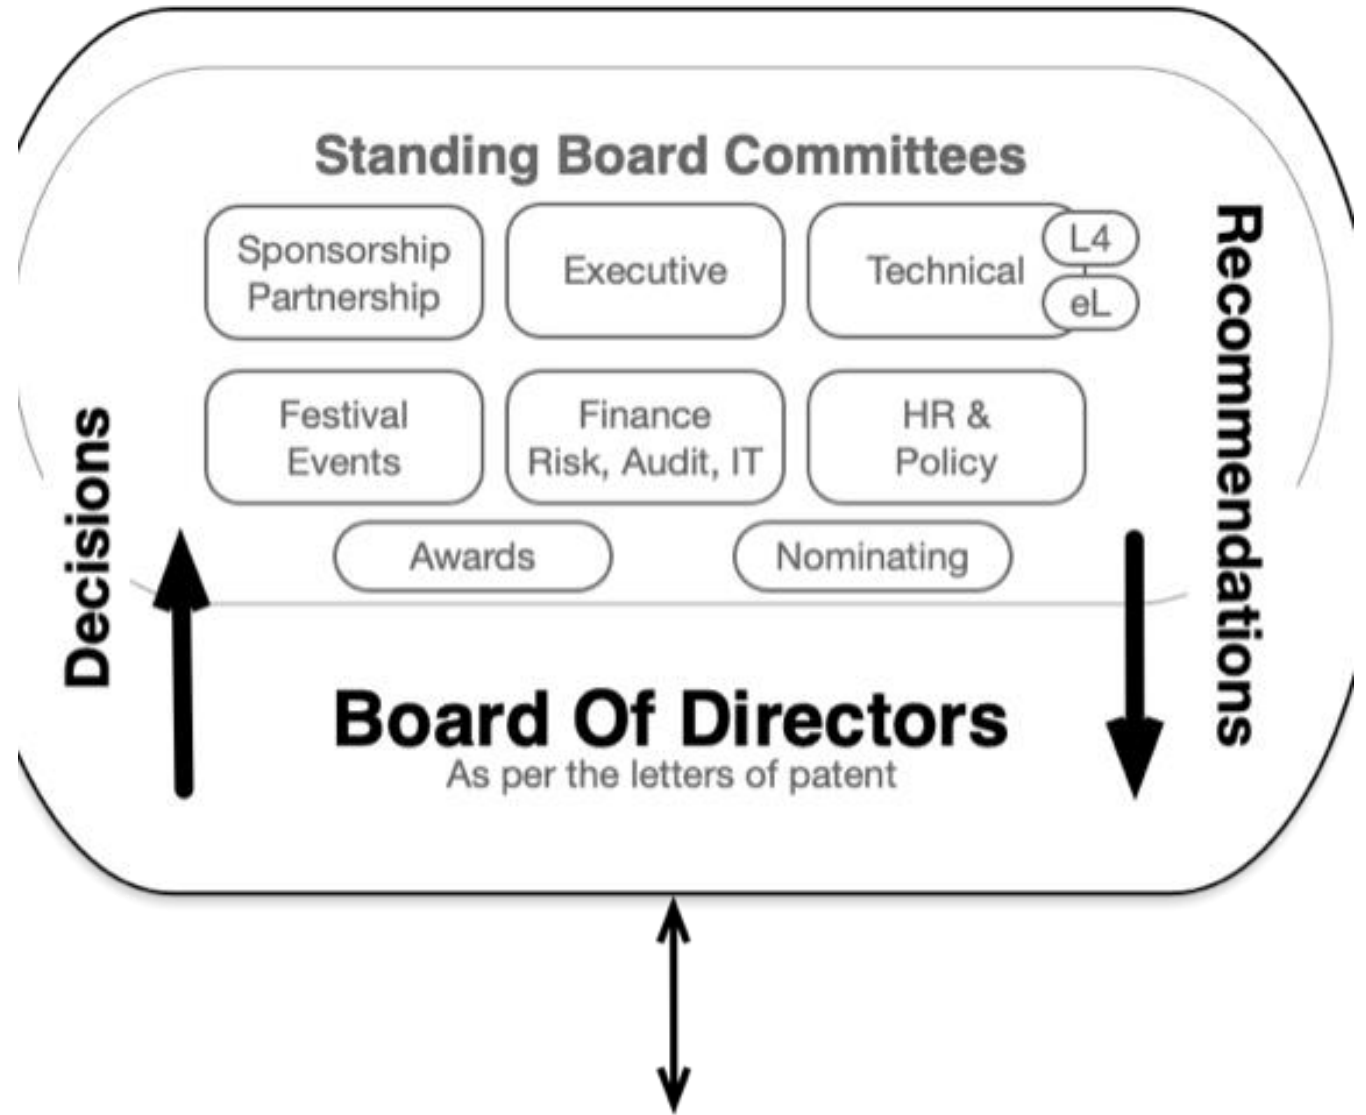 Standing Board Committees
Sponsorship
Partnership
Executive
Technical
L4
eL
Festival
Events
Finance
Risk, Audit, IT
HR &
Policy
Awards
Nominating
Decisions
Recommendations
Board Of Directors
As per the letters of patent